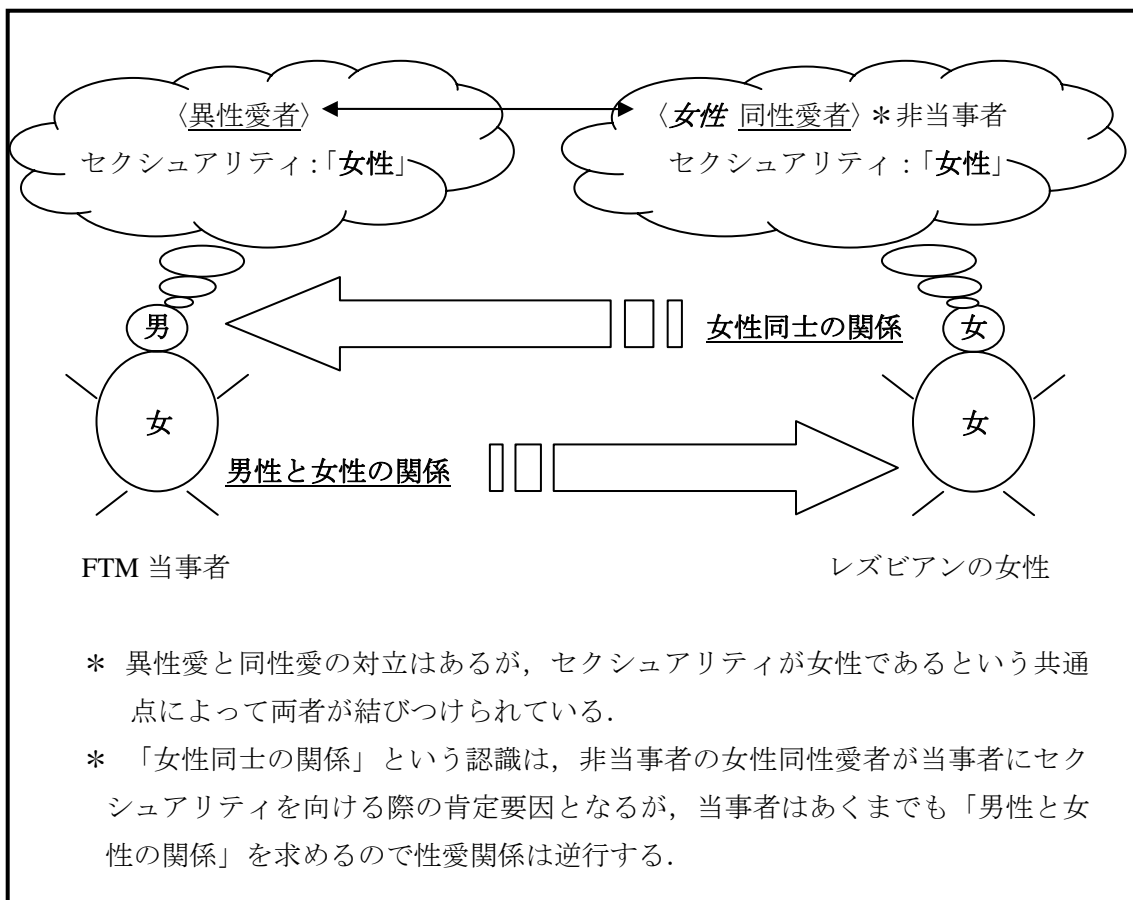 〈異性愛者〉
セクシュアリティ:「女性」
〈女性 同性愛者〉＊非当事者
セクシュアリティ:「女性」
男
女
女性同士の関係
男性と女性の関係
女
女
FTM 当事者
レズビアンの女性
＊ 異性愛と同性愛の対立はあるが，セクシュアリティが女性であるという共通
点によって両者が結びつけられている．
＊ 「女性同士の関係」という認識は，非当事者の女性同性愛者が当事者にセク
シュアリティを向ける際の肯定要因となるが，当事者はあくまでも「男性と女
性の関係」を求めるので性愛関係は逆行する．